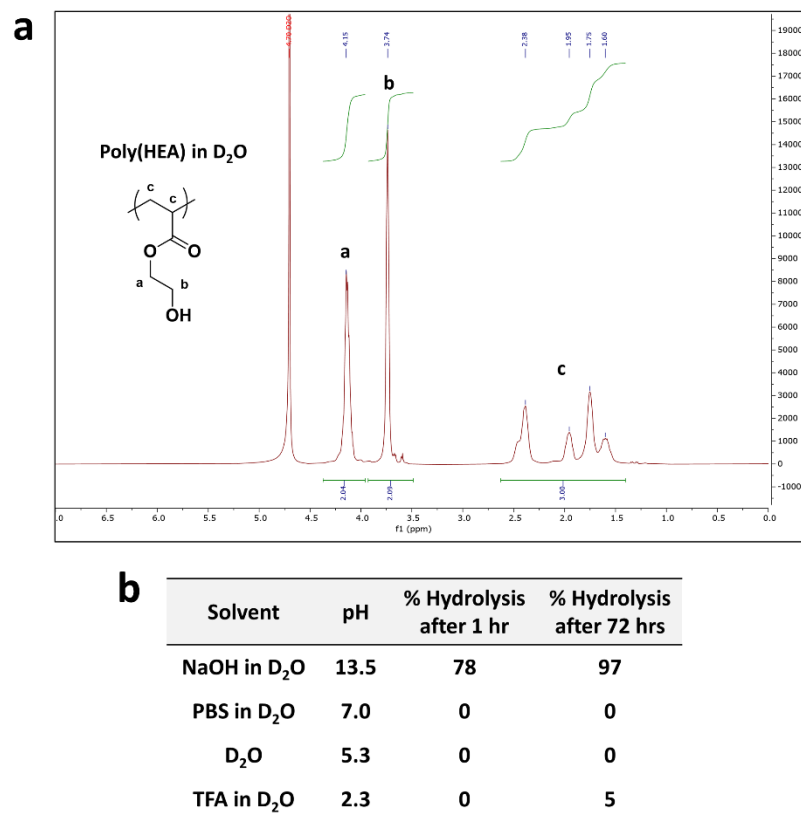 a
4.70 D2O
4.15
3.74
2.38
1.95
1.75
1.60
b
Poly(HEA) in D₂O
c
c
O
O
a
b
OH
a
c
19000
18000
17000
16000
15000
14000
13000
12000
11000
10000
9000
8000
7000
6000
5000
4000
3000
2000
1000
0
-1000
2.04
2.09
3.00
.0
5.5
5.0
4.5
4.0
3.5
3.0
2.5
2.0
1.5
1.0
0.5
0.0
f1 (ppm)
b
Solvent pH % Hydrolysis after 1 hr % Hydrolysis after 72 hrs
NaOH in D₂O 13.5 78 97
PBS in D₂O 7.0 0 0
D₂O 5.3 0 0
TFA in D₂O 2.3 0 5